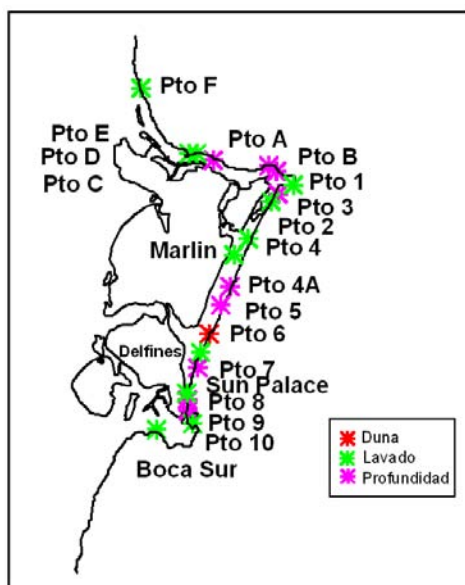 Pto F
Pto E
Pto A
Pto D
Pto B
Pto C
Pto 1
Pto 3
Pto 2
Marlin
Pto 4
Pto 4A
Pto 5
Pto 6
Delfines
Pto 7
Sun Palace
Pto 8
Pto 9
Pto 10
Boca Sur
Duna
Lavado
Profundidad